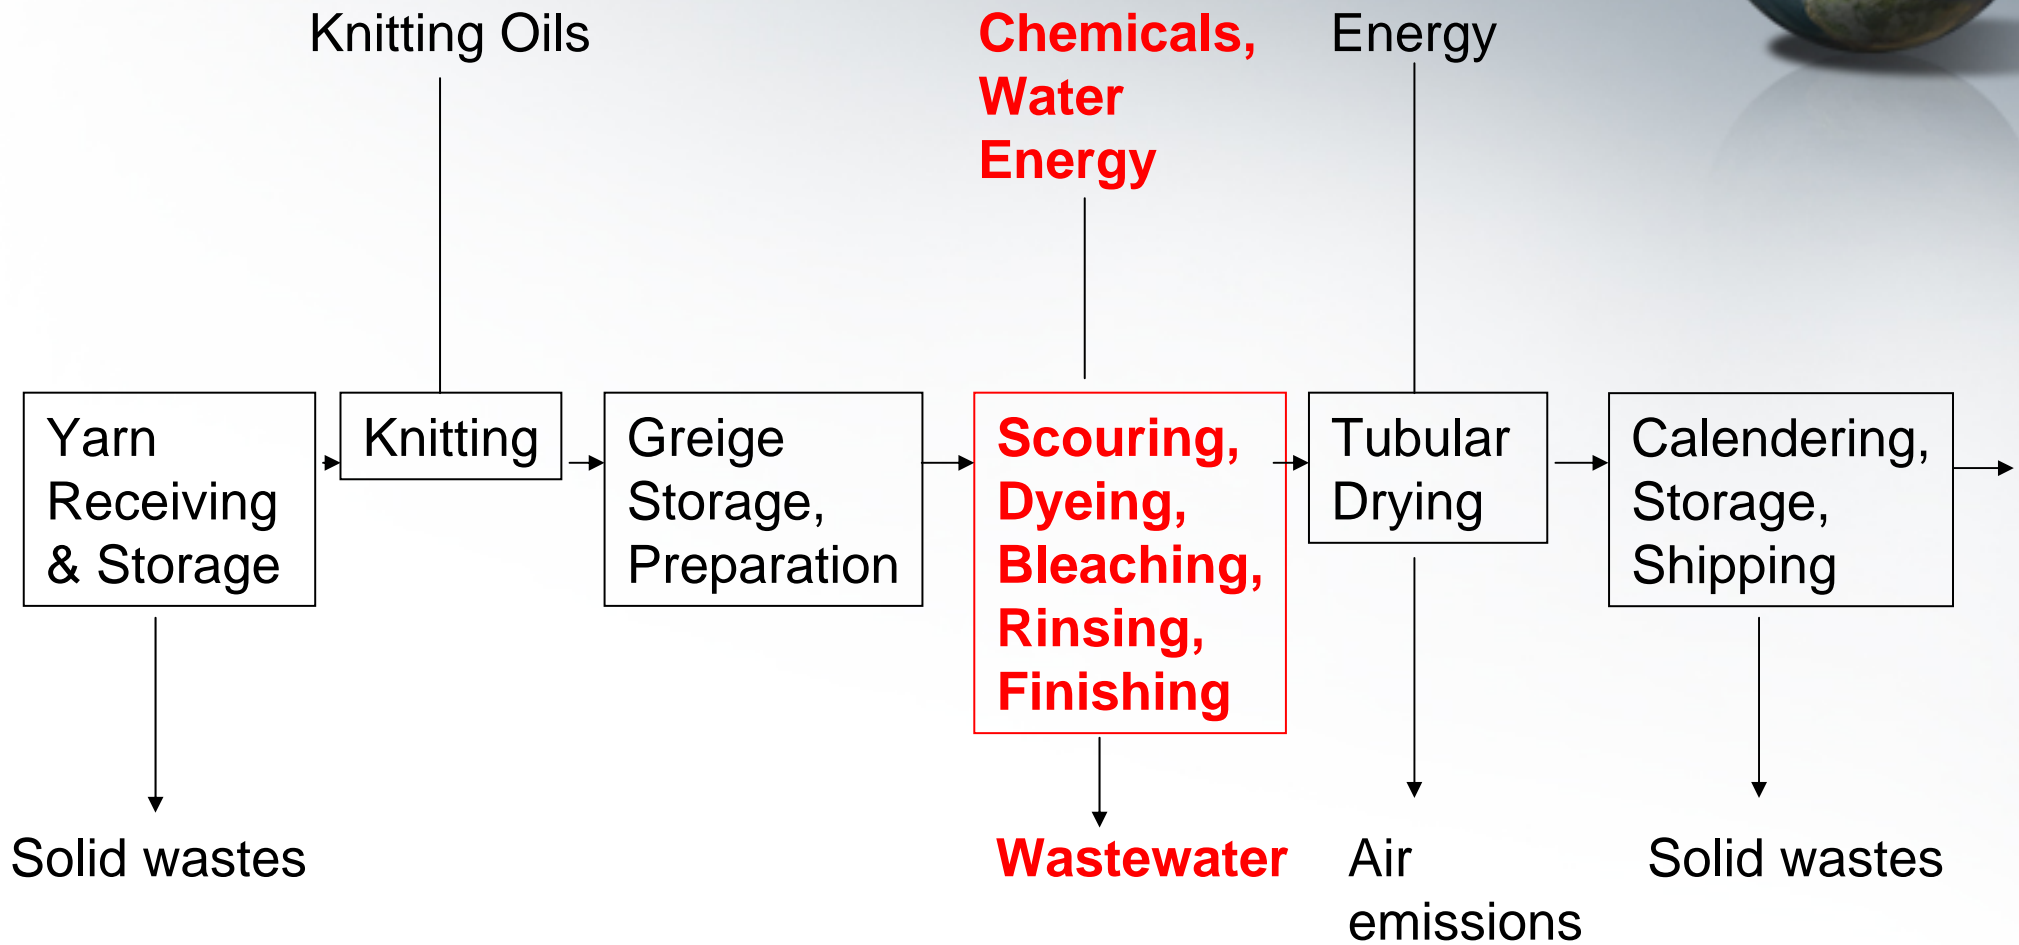 Knitting Oils
Chemicals,
Water
Energy
Energy
Yarn
Receiving
& Storage
Knitting
Greige
Storage,
Preparation
Scouring,
Dyeing,
Bleaching,
Rinsing,
Finishing
Tubular
Drying
Calendering,
Storage,
Shipping
Solid wastes
Wastewater
Air
emissions
Solid wastes